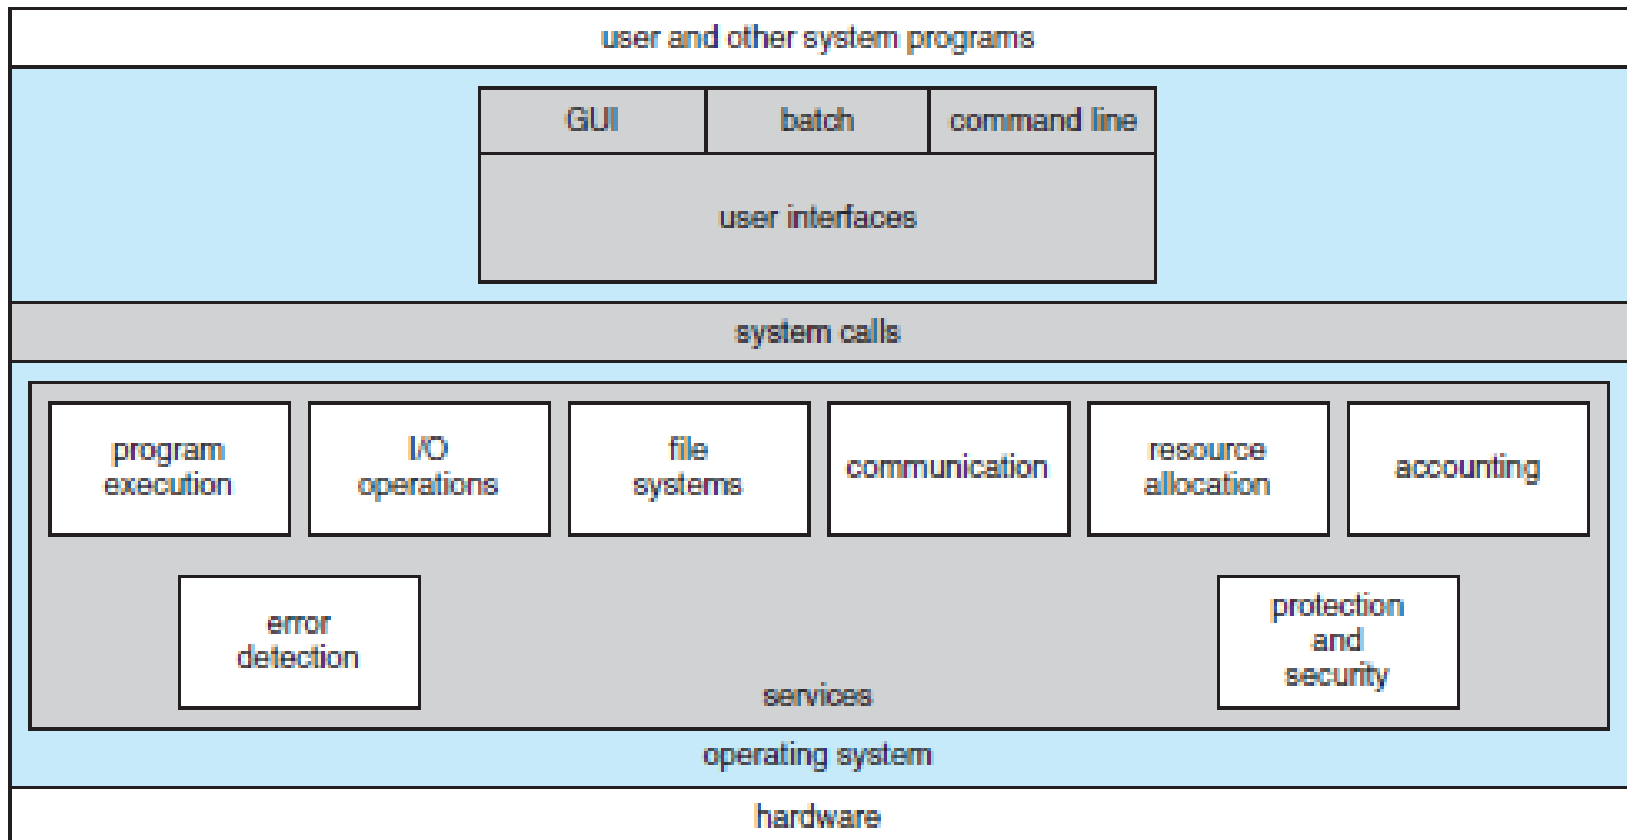 user and other system programs
GUI
batch
command line
user interfaces
system calls
program
execution
I/O
operations
file
systems
communication
resource
allocation
accounting
error
detection
protection
and
security
services
operating system
hardware